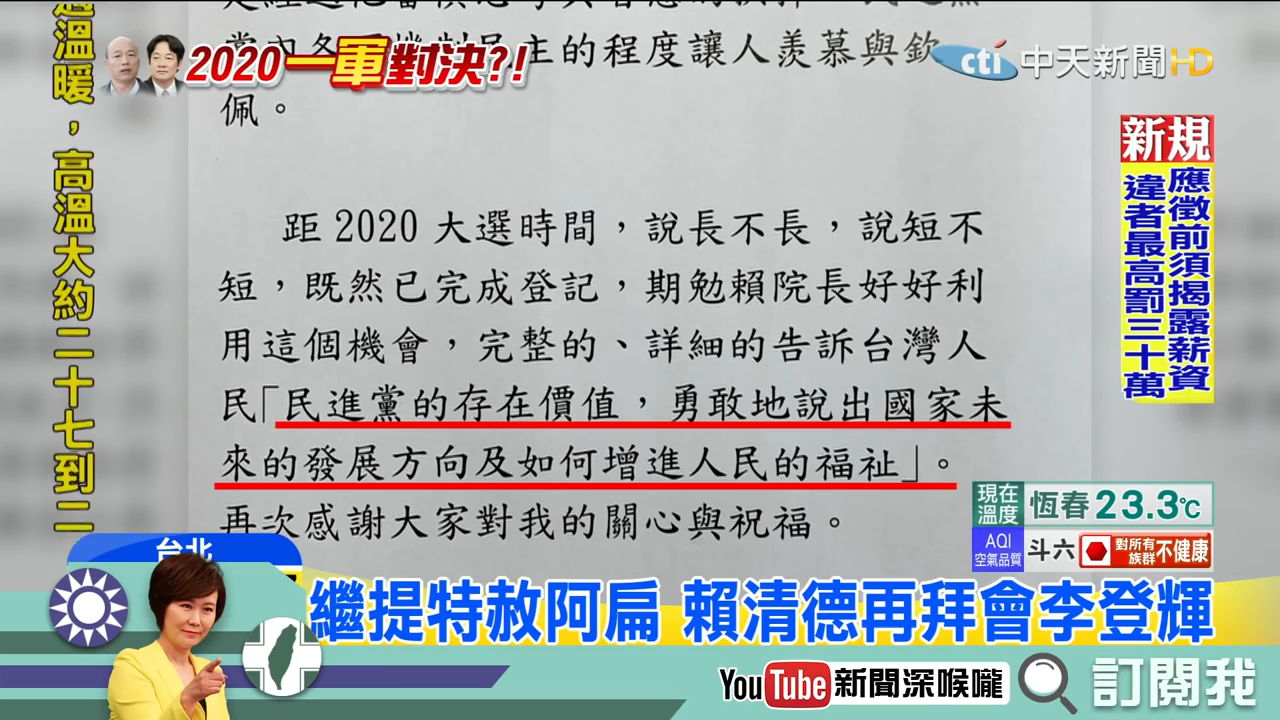 2020一軍對決?!
cti 中天新聞HD
主的程度讓人羨慕與欽
佩。
距2020大選時間，說長不長，說短不
短，既然已完成登記，期勉賴院長好好利
用這個機會，完整的、詳細的告訴台灣人
民「民進黨的存在價值，勇敢地說出國家未
來的發展方向及如何增進人民的福祉」。
再次感謝大家對我的關心與祝福。
溫暖，高溫大約二十七到二
新規
應徵前須揭露薪資
違者最高罰三十萬
現在溫度 恆春 23.3℃
AQI 空氣品質 斗六 對所有族群不健康
台北
繼提特赦阿扁 賴清德再拜會李登輝
YouTube 新聞深喉嚨 訂閱我